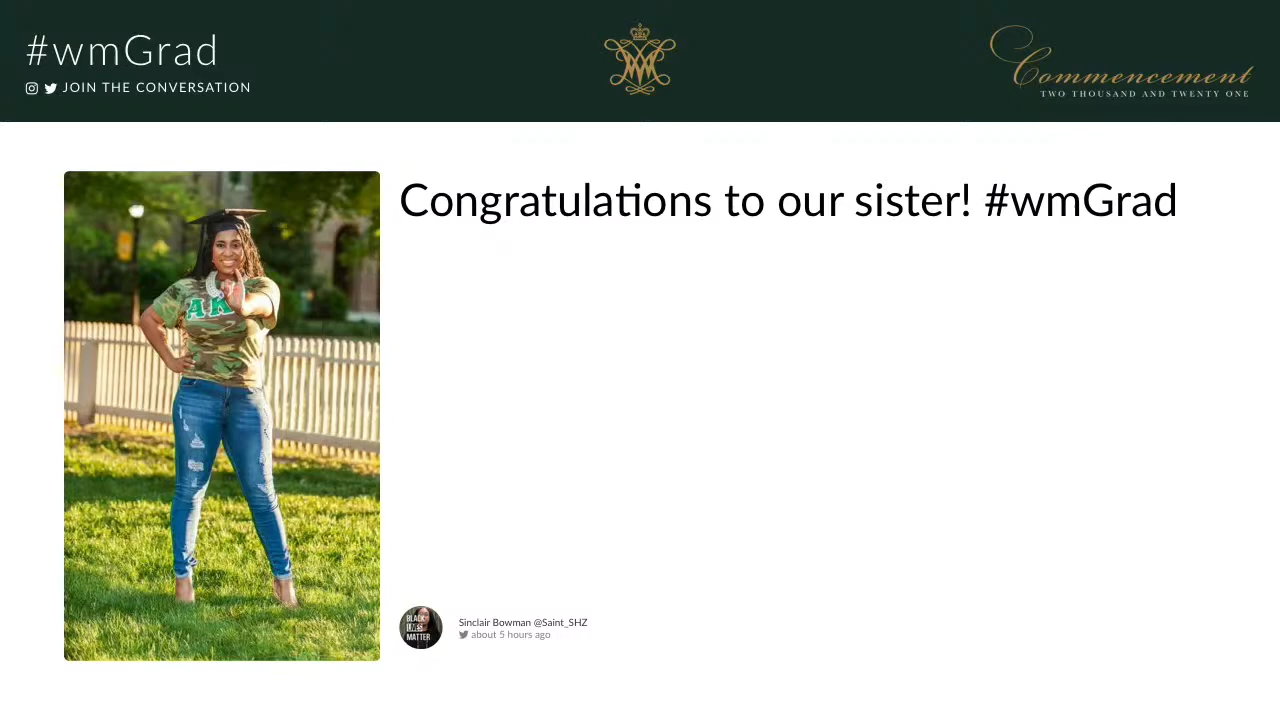 #wmGrad
JOIN THE CONVERSATION
Commencement
TWO THOUSAND AND TWENTY ONE
Congratulations to our sister! #wmGrad
AK
Sinclair Bowman @Saint_SHZ
about 5 hours ago
BLACK
LIVES
MATTER